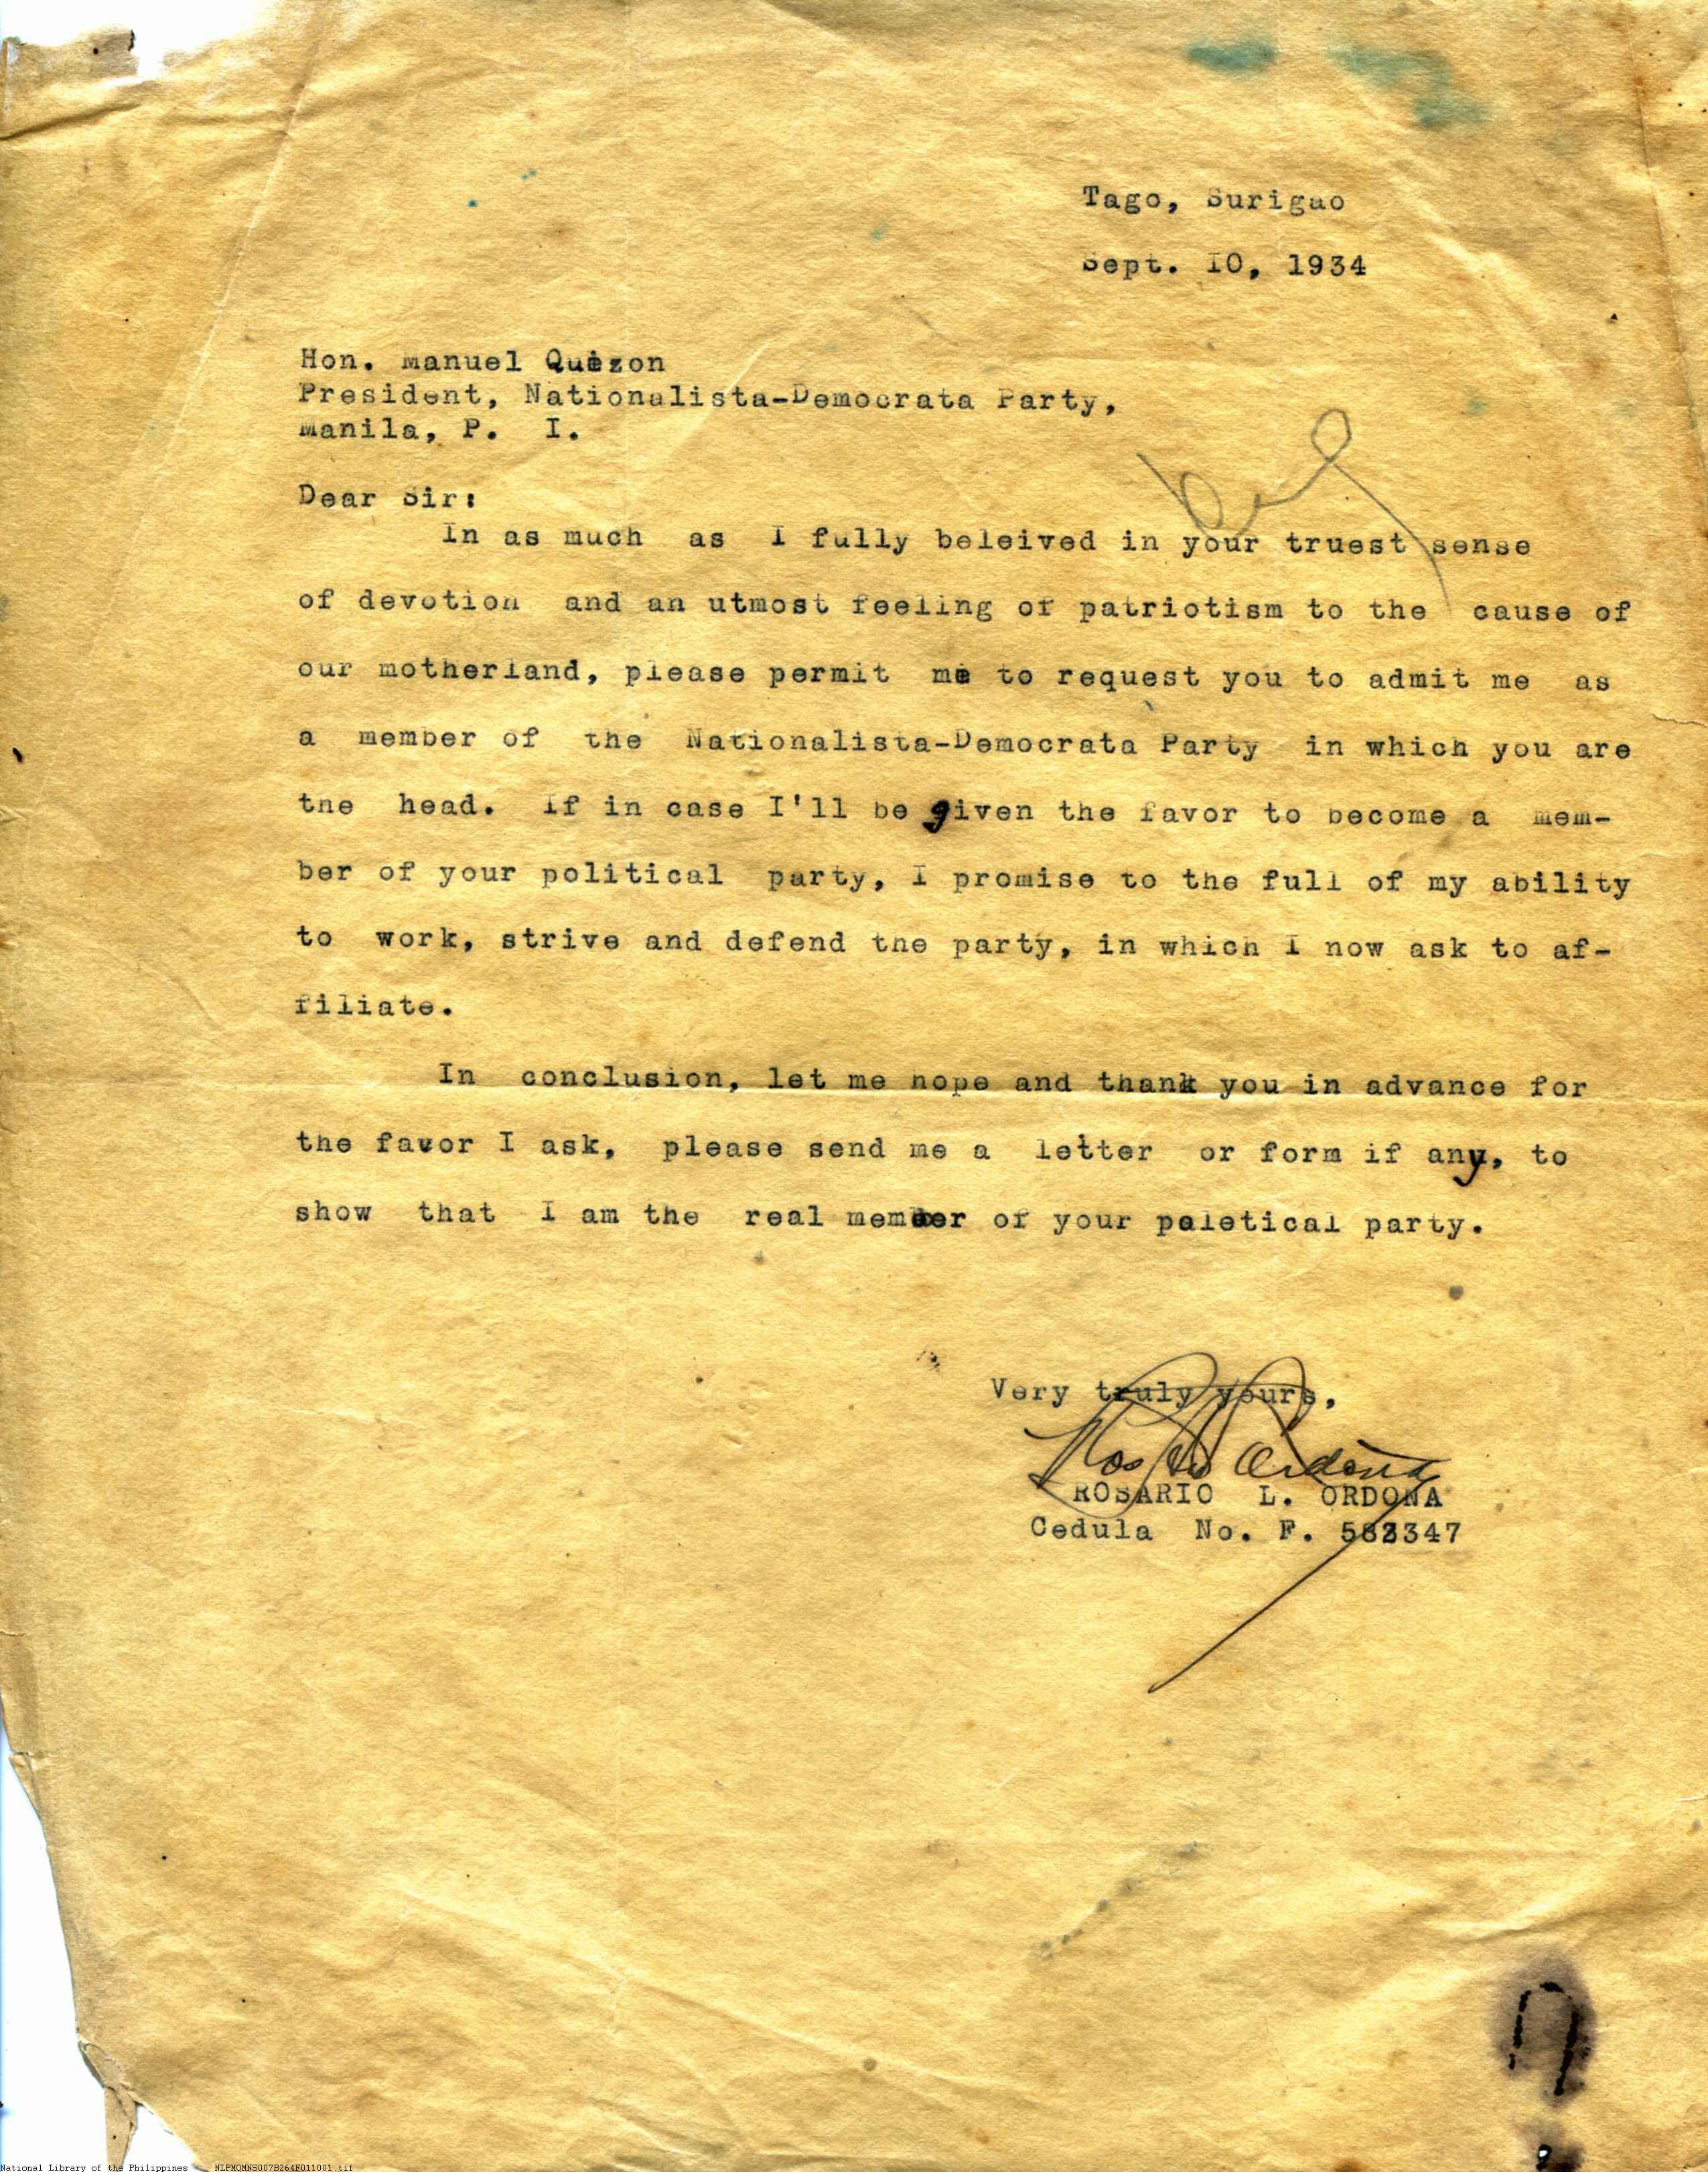 Tago, Surigao
Sept. 10, 1934
Hon. Manuel Quezon
President, Nationalista-Democrata Party,
Manila, P. I.
Dear Sir:
In as much as I fully beleived in your truest sense
of devotion and an utmost feeling of patriotism to the cause of
our motherland, please permit me to request you to admit me as
a member of the Nationalista-Democrata Party in which you are
the head. If in case I'll be given the favor to become a mem-
ber of your political party, I promise to the full of my ability
to work, strive and defend the party, in which I now ask to af-
filiate.
In conclusion, let me hope and thank you in advance for
the favor I ask, please send me a letter or form if any, to
show that I am the real member of your paletical party.
Very truly yours,
ROSARIO L. ORDONA
Cedula No. F.
National Library of the Philippines NLPMQMNS007B264F011001.tif